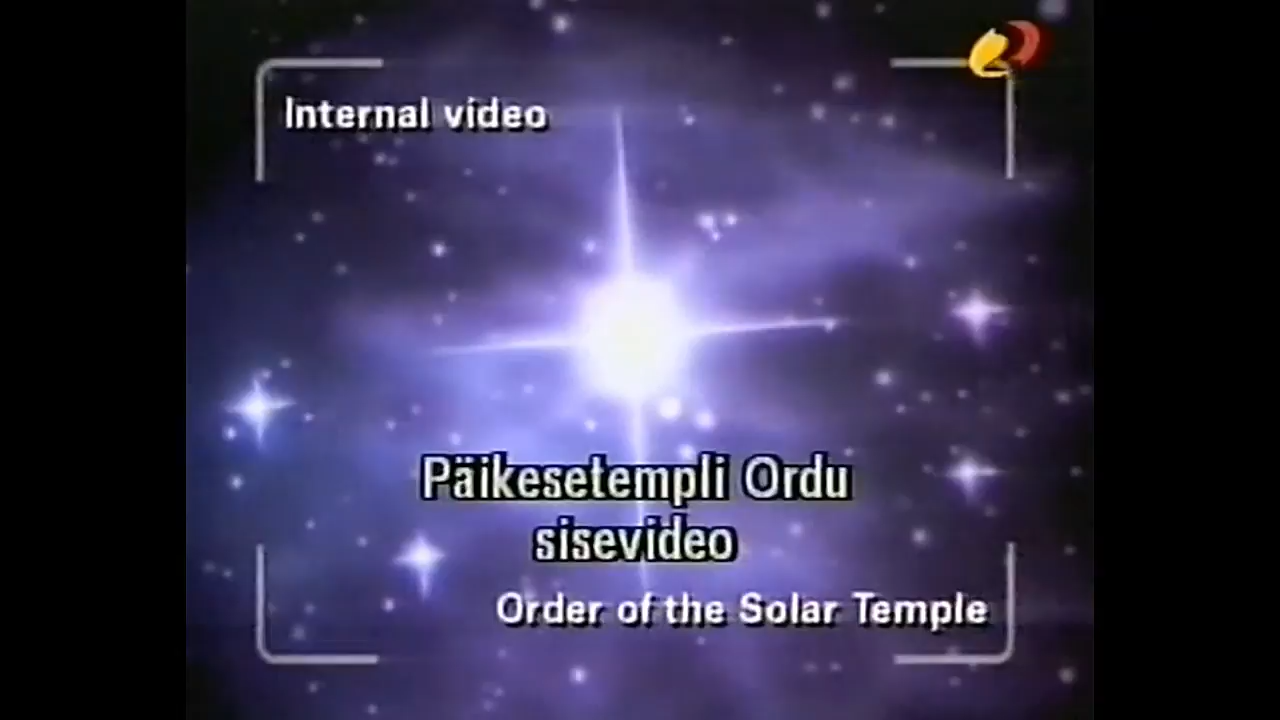 Internal video
Päikesetempli Ordu
sisevideo
Order of the Solar Temple